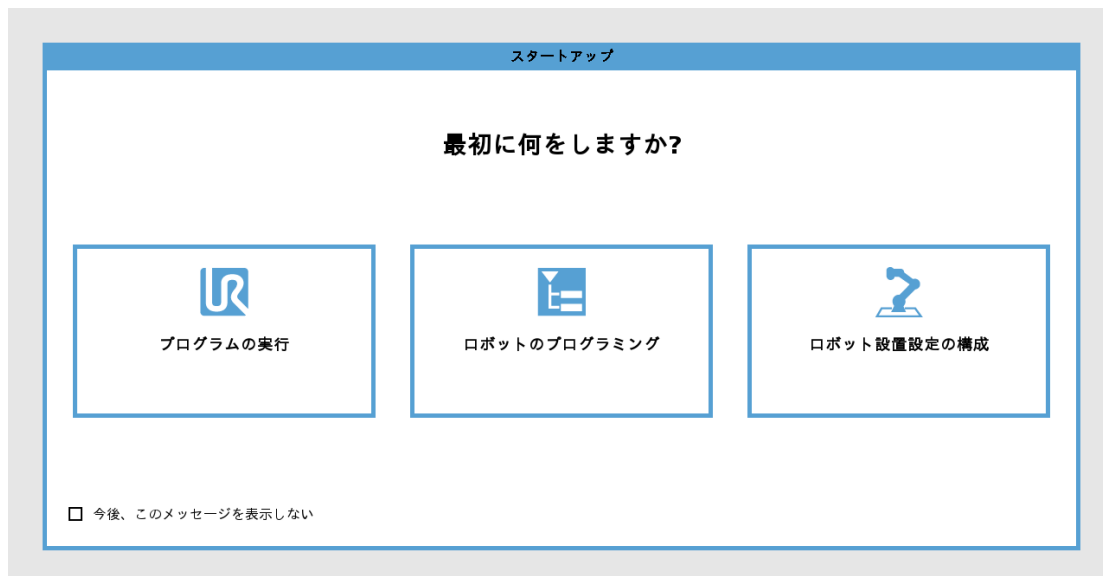 スタートアップ
最初に何をしますか?
プログラムの実行
ロボットのプログラミング
ロボット設置設定の構成
今後、このメッセージを表示しない